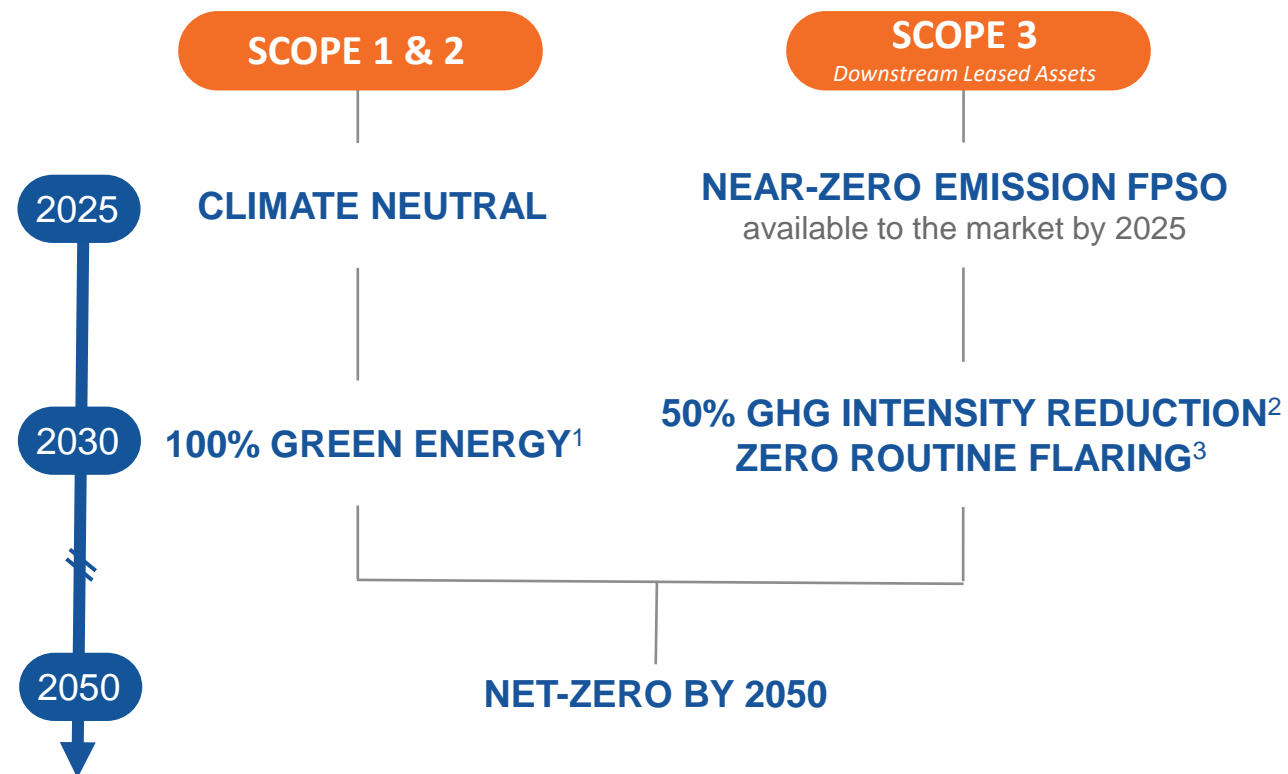 SCOPE 1 & 2
SCOPE 3
Downstream Leased Assets
2025
CLIMATE NEUTRAL
NEAR-ZERO EMISSION FPSO
available to the market by 2025
2030
100% GREEN ENERGY¹
50% GHG INTENSITY REDUCTION²
ZERO ROUTINE FLARING³
2050
NET-ZERO BY 2050